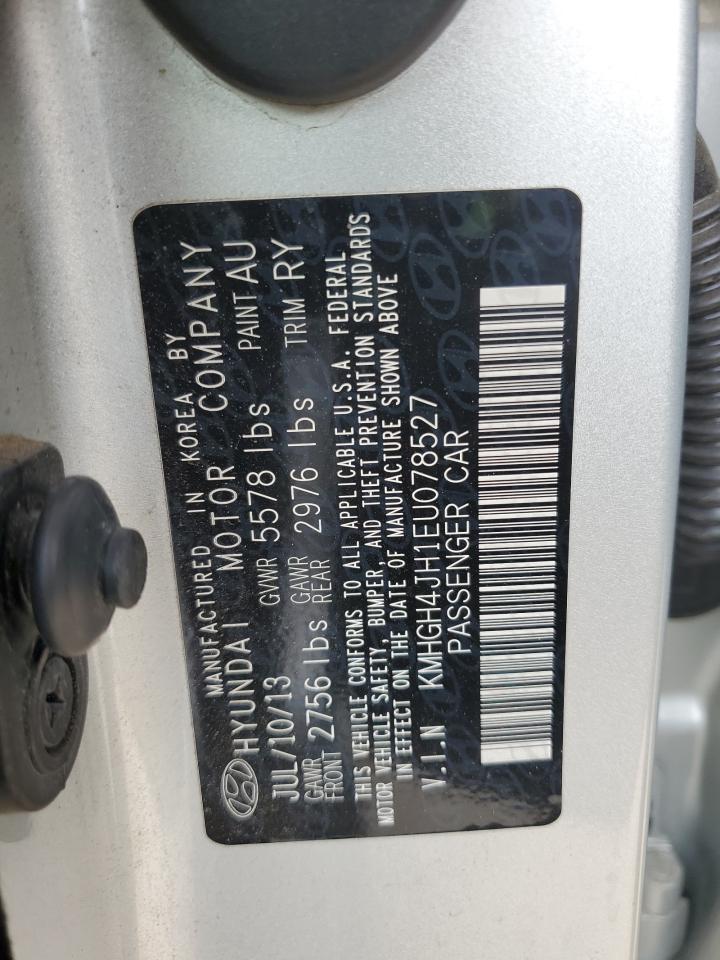 MANUFACTURED IN KOREA BY
HYUNDAI MOTOR COMPANY
JUL/10/13 GVWR 5578 lbs PAINT AU
GAWR FRONT 2756 lbs GAWR REAR 2976 lbs TRIM RY
THIS VEHICLE CONFORMS TO ALL APPLICABLE U.S.A. FEDERAL
MOTOR VEHICLE SAFETY, BUMPER, AND THEFT PREVENTION STANDARDS
IN EFFECT ON THE DATE OF MANUFACTURE SHOWN ABOVE
V.I.N KMHGH4JH1EU078527
PASSENGER CAR